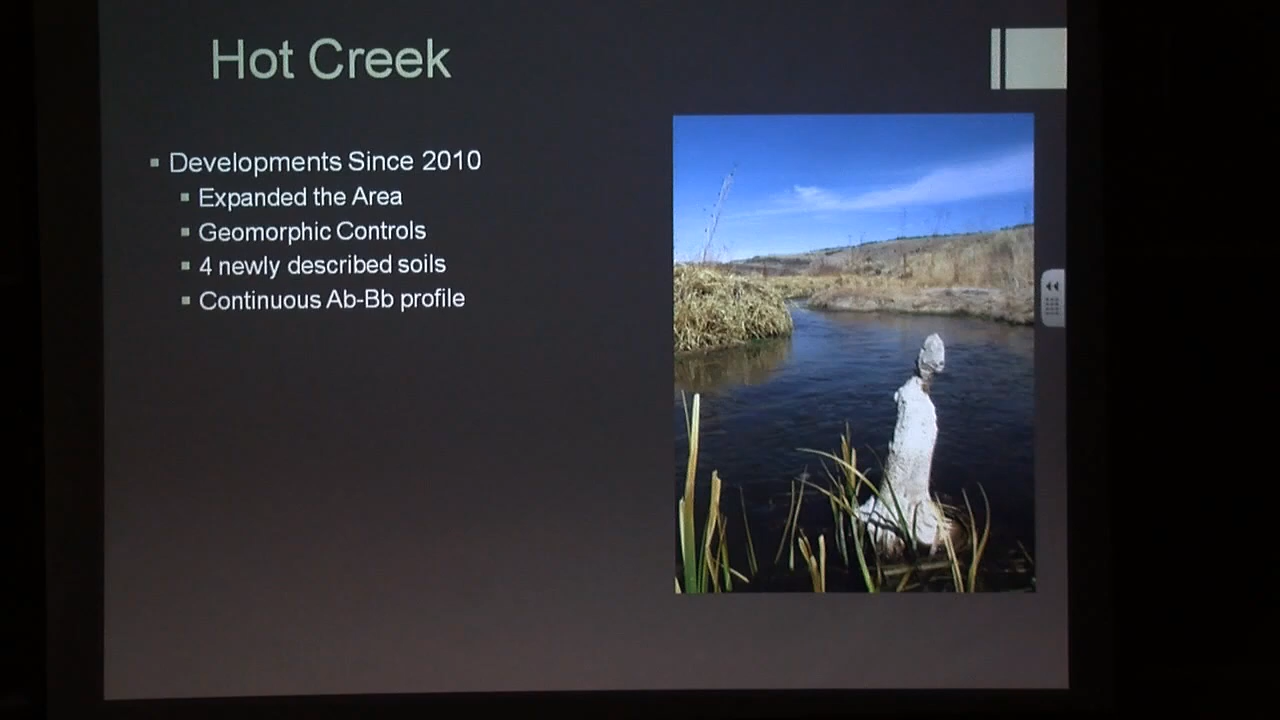 Hot Creek
Developments Since 2010
Expanded the Area
Geomorphic Controls
4 newly described soils
Continuous Ab-Bb profile